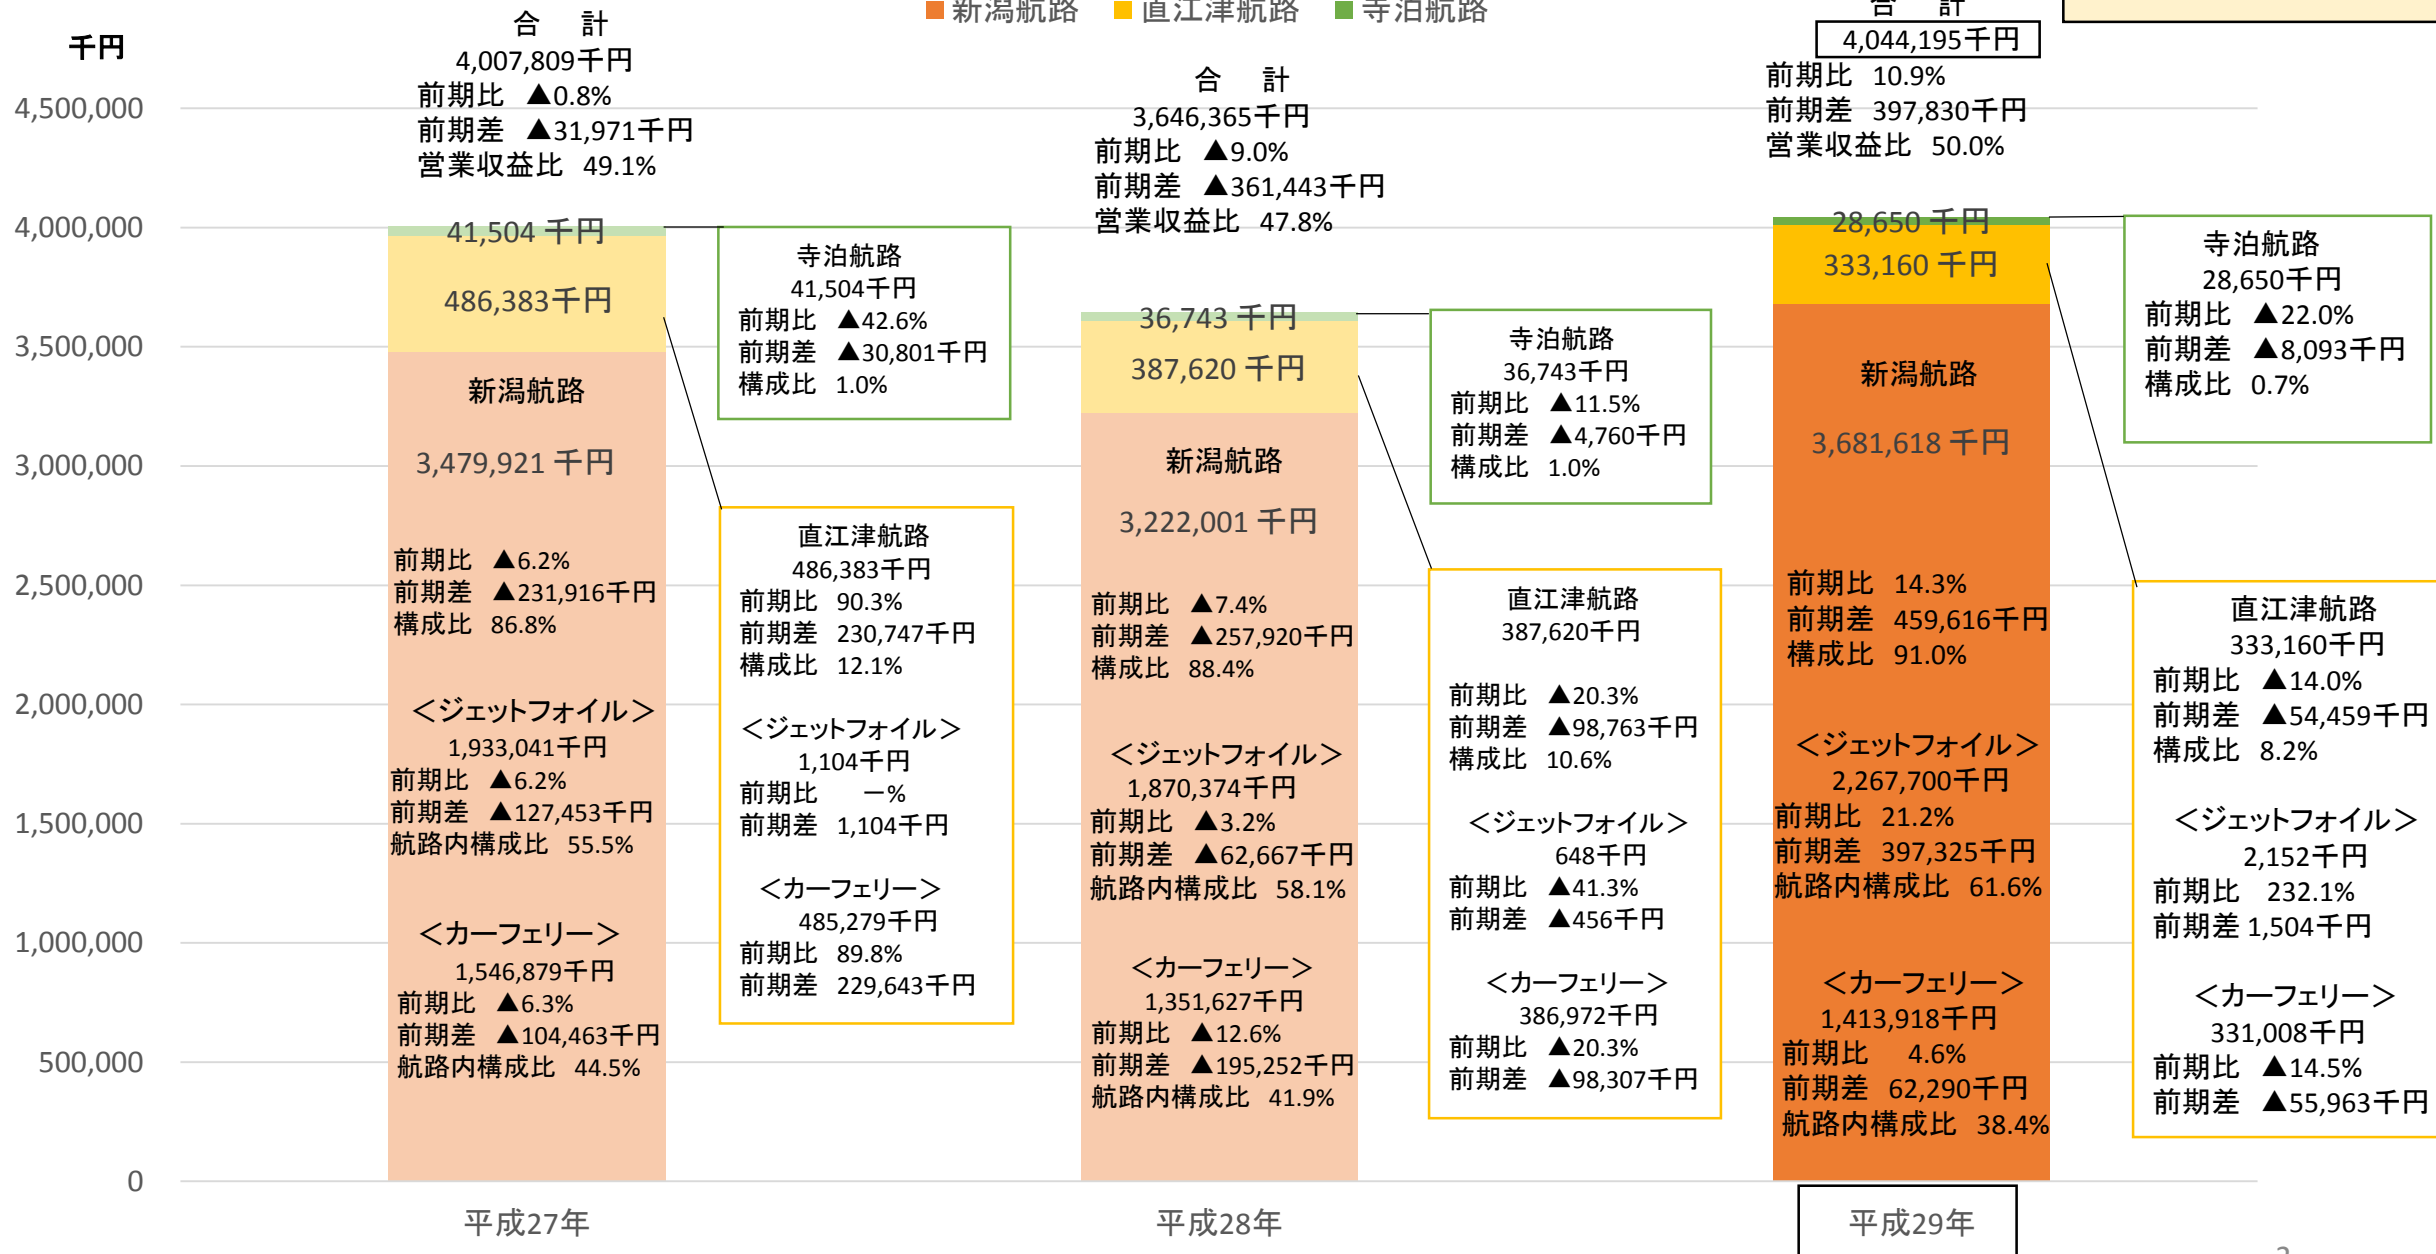 ■ 新潟航路 ■ 直江津航路 ■ 寺泊航路
千円
4,500,000
4,000,000
3,500,000
3,000,000
2,500,000
2,000,000
1,500,000
1,000,000
500,000
0
合　計
4,007,809千円
前期比 ▲0.8%
前期差 ▲31,971千円
営業収益比 49.1%
41,504 千円
486,383千円
新潟航路
3,479,921 千円
前期比 ▲6.2%
前期差 ▲231,916千円
構成比 86.8%
＜ジェットフォイル＞
1,933,041千円
前期比 ▲6.2%
前期差 ▲127,453千円
航路内構成比 55.5%
＜カーフェリー＞
1,546,879千円
前期比 ▲6.3%
前期差 ▲104,463千円
航路内構成比 44.5%
平成27年
寺泊航路
41,504千円
前期比 ▲42.6%
前期差 ▲30,801千円
構成比 1.0%
直江津航路
486,383千円
前期比 90.3%
前期差 230,747千円
構成比 12.1%
＜ジェットフォイル＞
1,104千円
前期比 －%
前期差 1,104千円
＜カーフェリー＞
485,279千円
前期比 89.8%
前期差 229,643千円
合　計
3,646,365千円
前期比 ▲9.0%
前期差 ▲361,443千円
営業収益比 47.8%
36,743 千円
387,620 千円
新潟航路
3,222,001 千円
前期比 ▲7.4%
前期差 ▲257,920千円
構成比 88.4%
＜ジェットフォイル＞
1,870,374千円
前期比 ▲3.2%
前期差 ▲62,667千円
航路内構成比 58.1%
＜カーフェリー＞
1,351,627千円
前期比 ▲12.6%
前期差 ▲195,252千円
航路内構成比 41.9%
平成28年
寺泊航路
36,743千円
前期比 ▲11.5%
前期差 ▲4,760千円
構成比 1.0%
直江津航路
387,620千円
前期比 ▲20.3%
前期差 ▲98,763千円
構成比 10.6%
＜ジェットフォイル＞
648千円
前期比 ▲41.3%
前期差 ▲456千円
＜カーフェリー＞
386,972千円
前期比 ▲20.3%
前期差 ▲98,307千円
合　計
4,044,195千円
前期比 10.9%
前期差 397,830千円
営業収益比 50.0%
28,650 千円
333,160 千円
新潟航路
3,681,618 千円
前期比 14.3%
前期差 459,616千円
構成比 91.0%
＜ジェットフォイル＞
2,267,700千円
前期比 21.2%
前期差 397,325千円
航路内構成比 61.6%
＜カーフェリー＞
1,413,918千円
前期比 4.6%
前期差 62,290千円
航路内構成比 38.4%
平成29年
寺泊航路
28,650千円
前期比 ▲22.0%
前期差 ▲8,093千円
構成比 0.7%
直江津航路
333,160千円
前期比 ▲14.0%
前期差 ▲54,459千円
構成比 8.2%
＜ジェットフォイル＞
2,152千円
前期比 232.1%
前期差 1,504千円
＜カーフェリー＞
331,008千円
前期比 ▲14.5%
前期差 ▲55,963千円